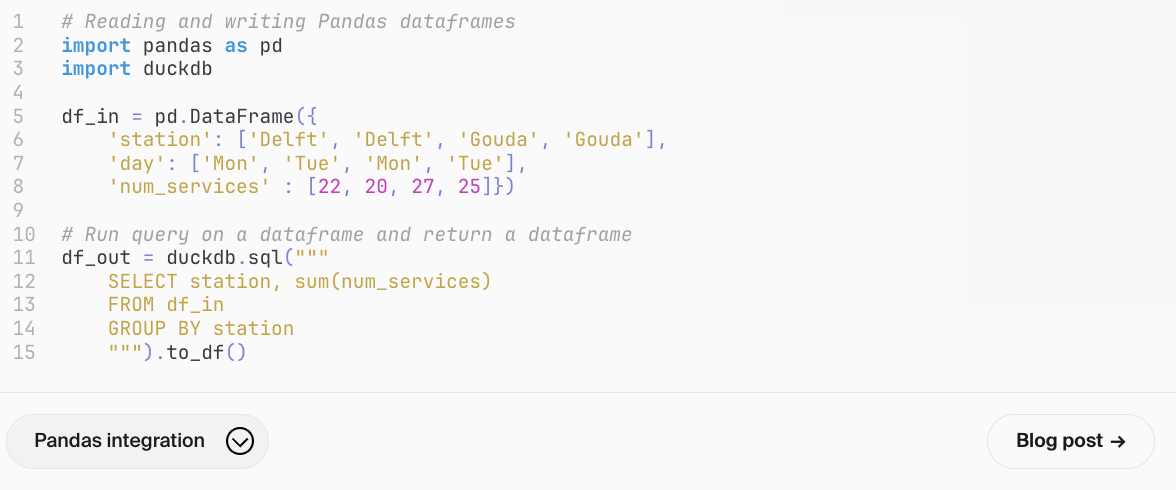 1 # Reading and writing Pandas dataframes
2 import pandas as pd
3 import duckdb
4
5 df_in = pd.DataFrame({
6     'station': ['Delft', 'Delft', 'Gouda', 'Gouda'],
7     'day': ['Mon', 'Tue', 'Mon', 'Tue'],
8     'num_services' : [22, 20, 27, 25]})
9
10 # Run query on a dataframe and return a dataframe
11 df_out = duckdb.sql("""
12     SELECT station, sum(num_services)
13     FROM df_in
14     GROUP BY station
15     """).to_df()
Pandas integration
Blog post →